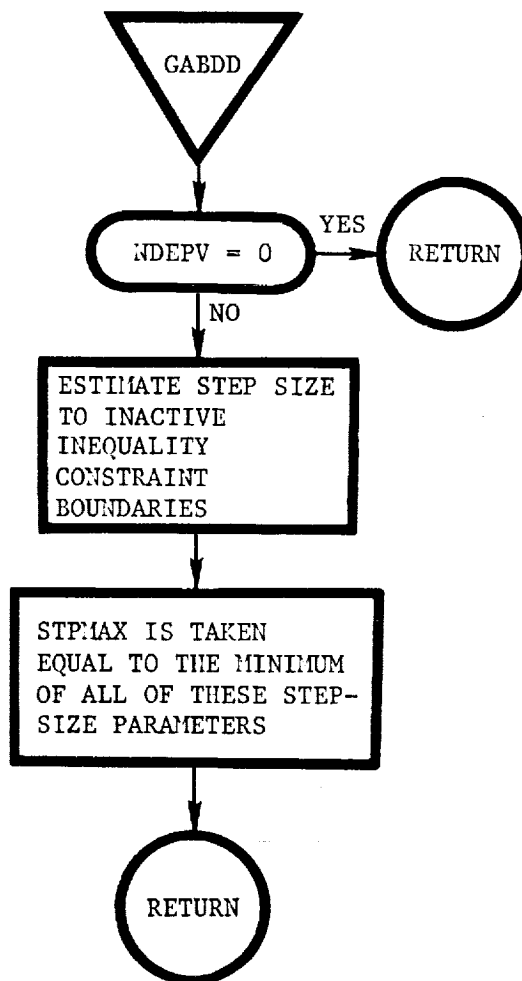 GABDD
NDEPV = 0
YES
RETURN
NO
ESTIMATE STEP SIZE
TO INACTIVE
INEQUALITY
CONSTRAINT
BOUNDARIES
STPMAX IS TAKEN
EQUAL TO THE MINIMUM
OF ALL OF THESE STEP-
SIZE PARAMETERS
RETURN